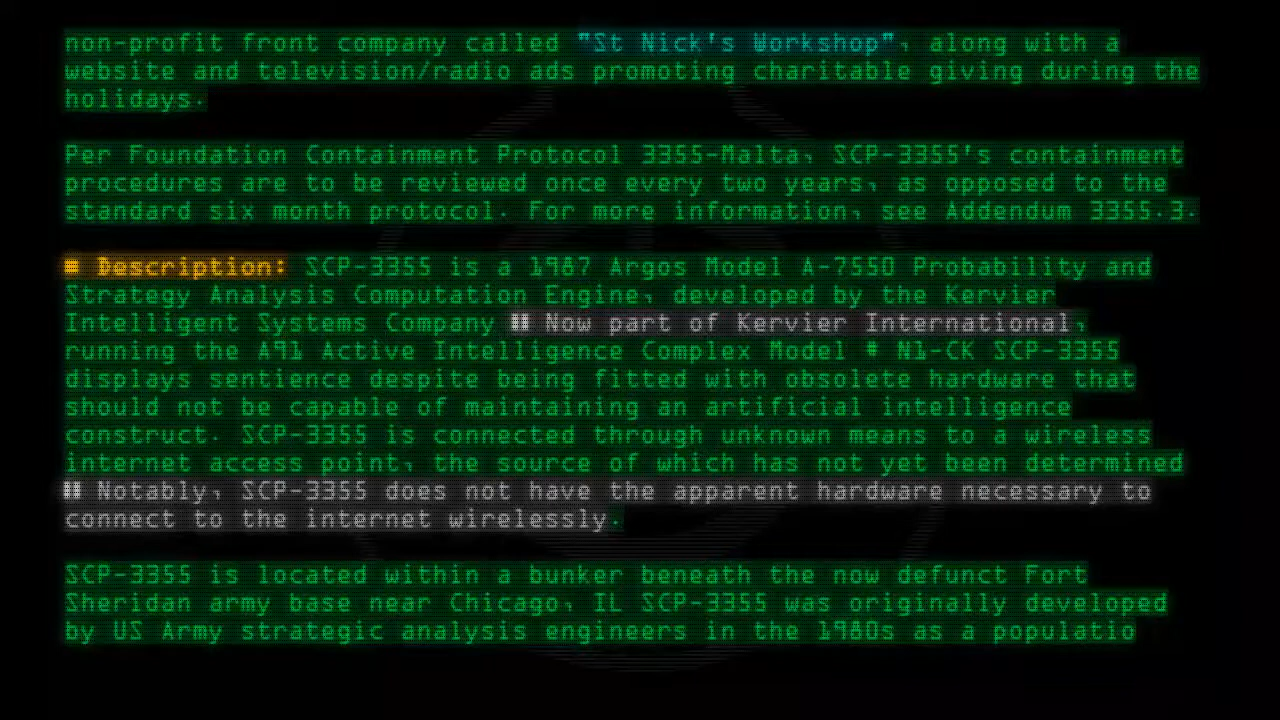 non-profit front company called "St Nick's Workshop", along with a
website and television/radio ads promoting charitable giving during the
holidays.
Per Foundation Containment Protocol 3355-Malta, SCP-3355's containment
procedures are to be reviewed once every two years, as opposed to the
standard six month protocol. For more information, see Addendum 3355.3.
# Description: SCP-3355 is a 1987 Argos Model A-7550 Probability and
Strategy Analysis Computation Engine, developed by the Kervier
Intelligent Systems Company ## Now part of Kervier International,
running the A91 Active Intelligence Complex Model # N1-CK SCP-3355
displays sentience despite being fitted with obsolete hardware that
should not be capable of maintaining an artificial intelligence
construct. SCP-3355 is connected through unknown means to a wireless
internet access point, the source of which has not yet been determined
## Notably, SCP-3355 does not have the apparent hardware necessary to
connect to the internet wirelessly.
SCP-3355 is located within a bunker beneath the now defunct Fort
Sheridan army base near Chicago, IL SCP-3355 was originally developed
by US Army strategic analysis engineers in the 1980s as a populatio